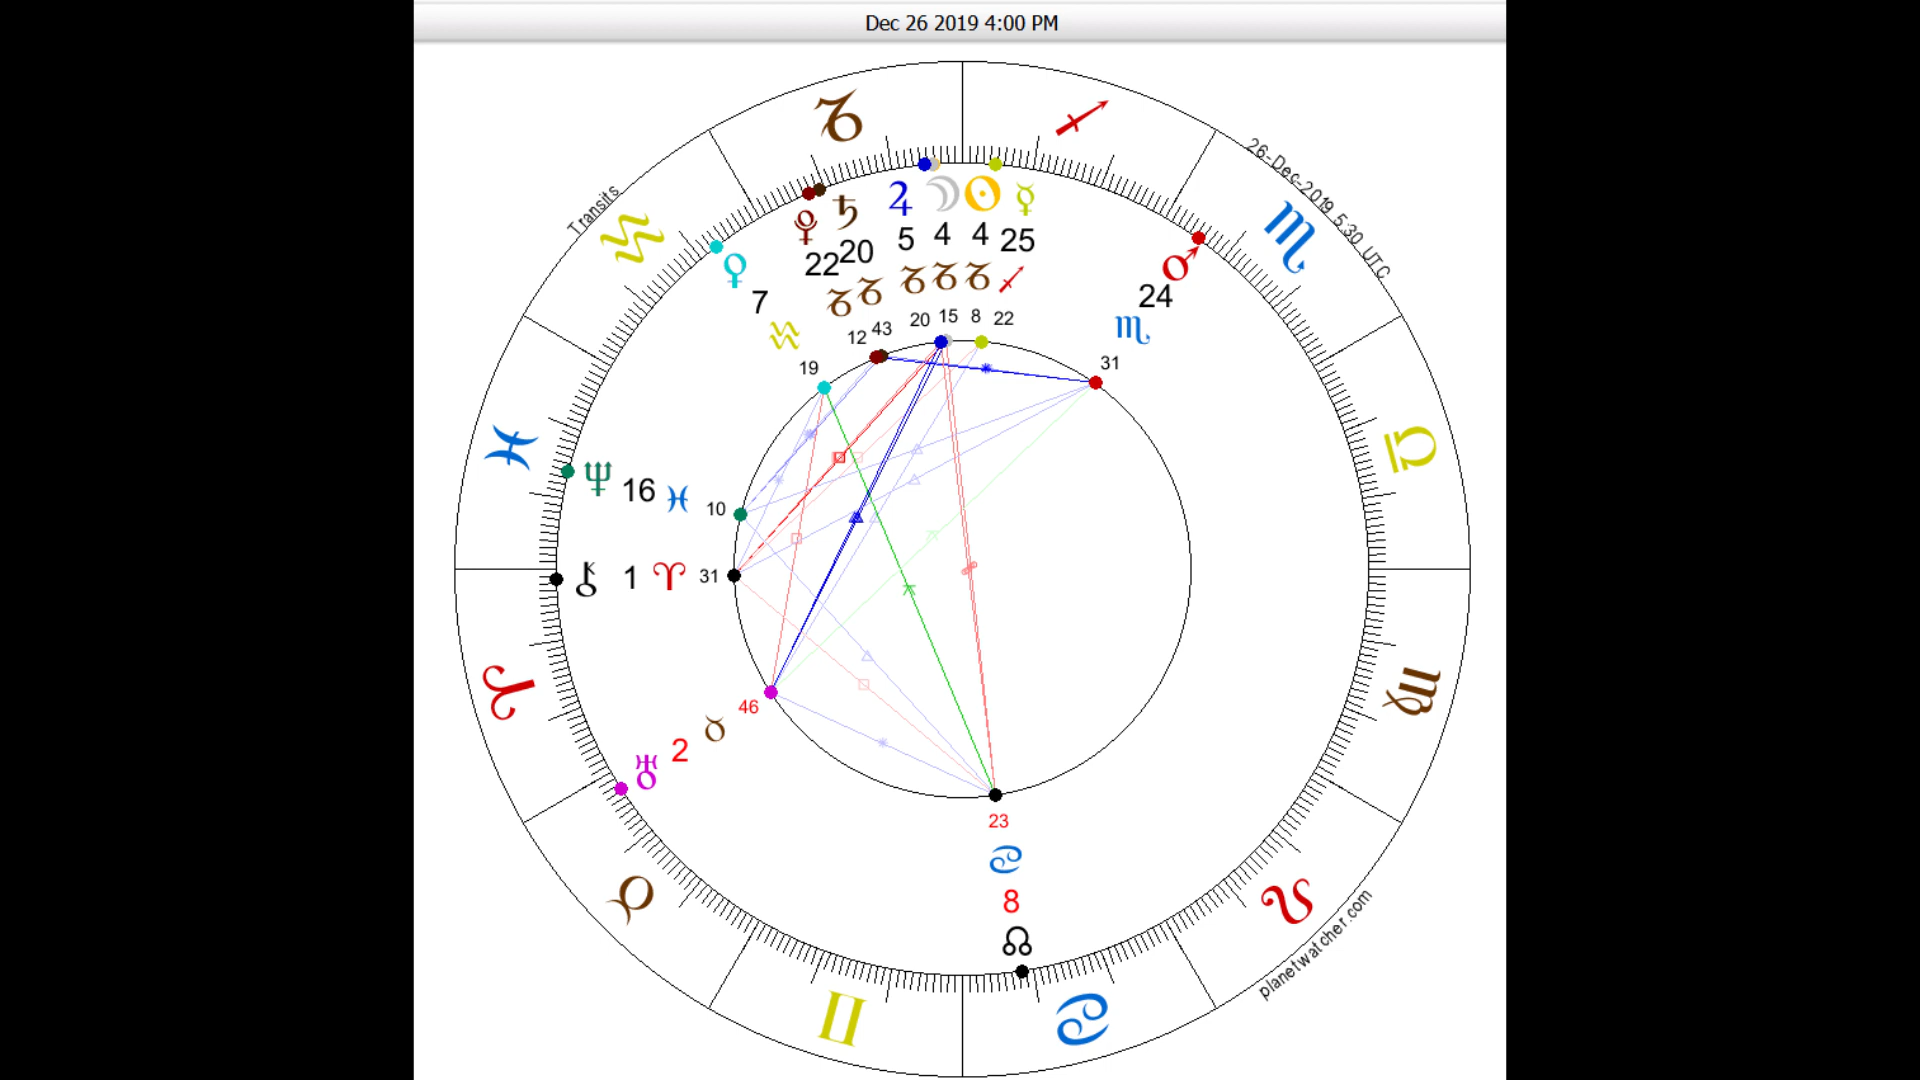 Dec 26 2019 4:00 PM
26-Dec-2019 5:30 UTC
Transits
♑ ♐
♒ ♏
♇ ♄ ♃ ☽ ☉ ☿
22 20 5 4 4 25
♑ ♑ ♑ ♑ ♑ ♐
12 43 20 15 8 22
♀ 7 ♒ 19
♂ 24 ♏ 31
♓ ♎
♆ 16 ♓ 10
⚷ 1 ♈ 31
♈ ♍
♅ 2 ♉ 46
23
♋
8
☊
♉ ♌
♊ ♋
planetwatcher.com